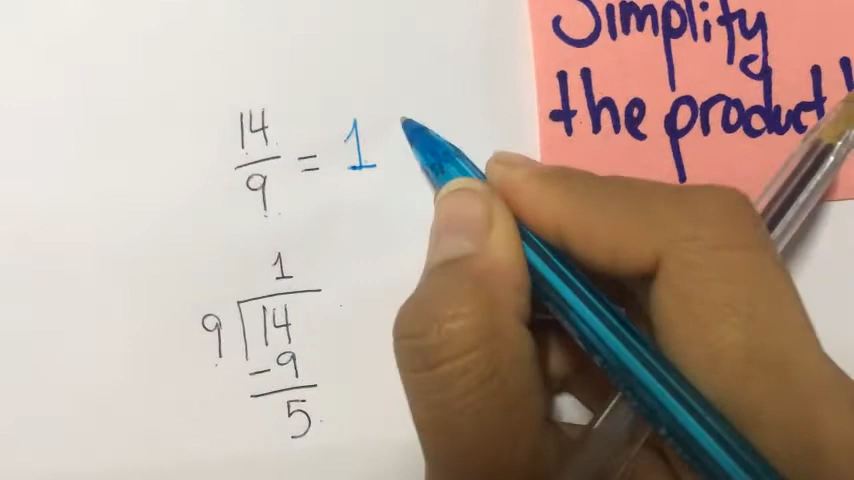 Simplify
the product
14
9 = 1
1
9 14
-9
5